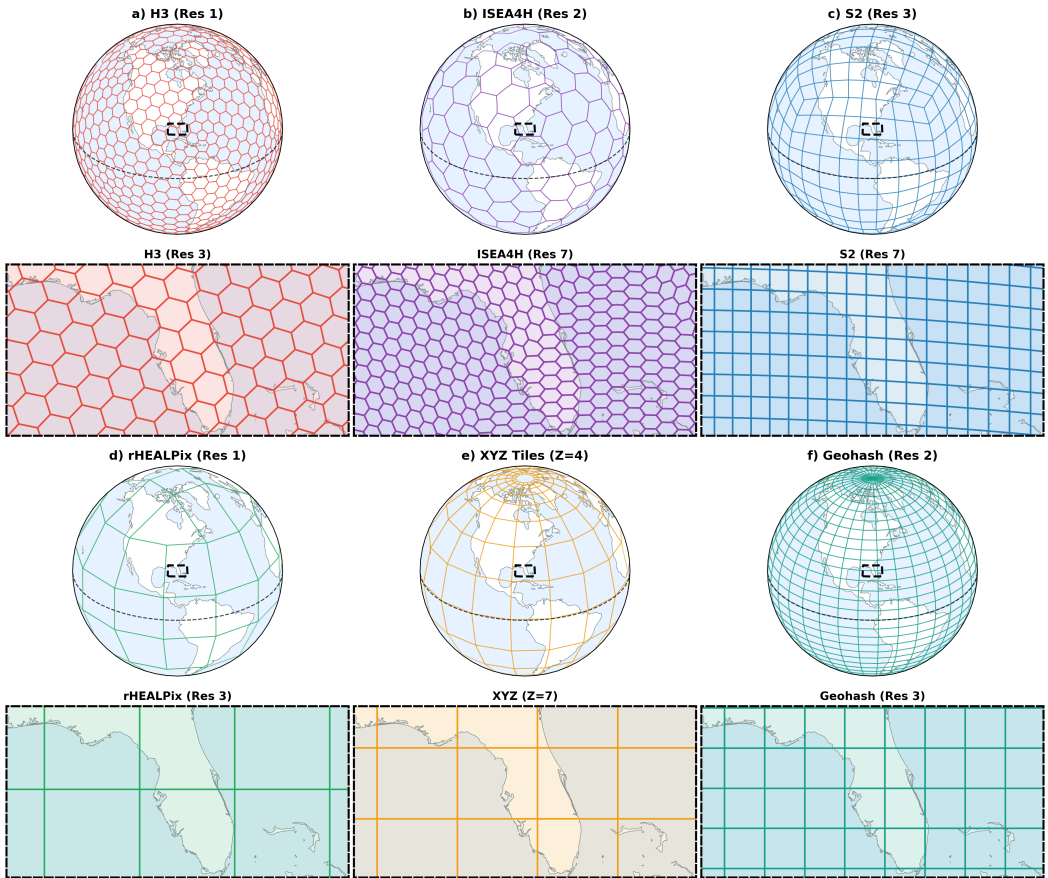 a) H3 (Res 1)
b) ISEA4H (Res 2)
c) S2 (Res 3)
H3 (Res 3)
ISEA4H (Res 7)
S2 (Res 7)
d) rHEALPix (Res 1)
e) XYZ Tiles (Z=4)
f) Geohash (Res 2)
rHEALPix (Res 3)
XYZ (Z=7)
Geohash (Res 3)